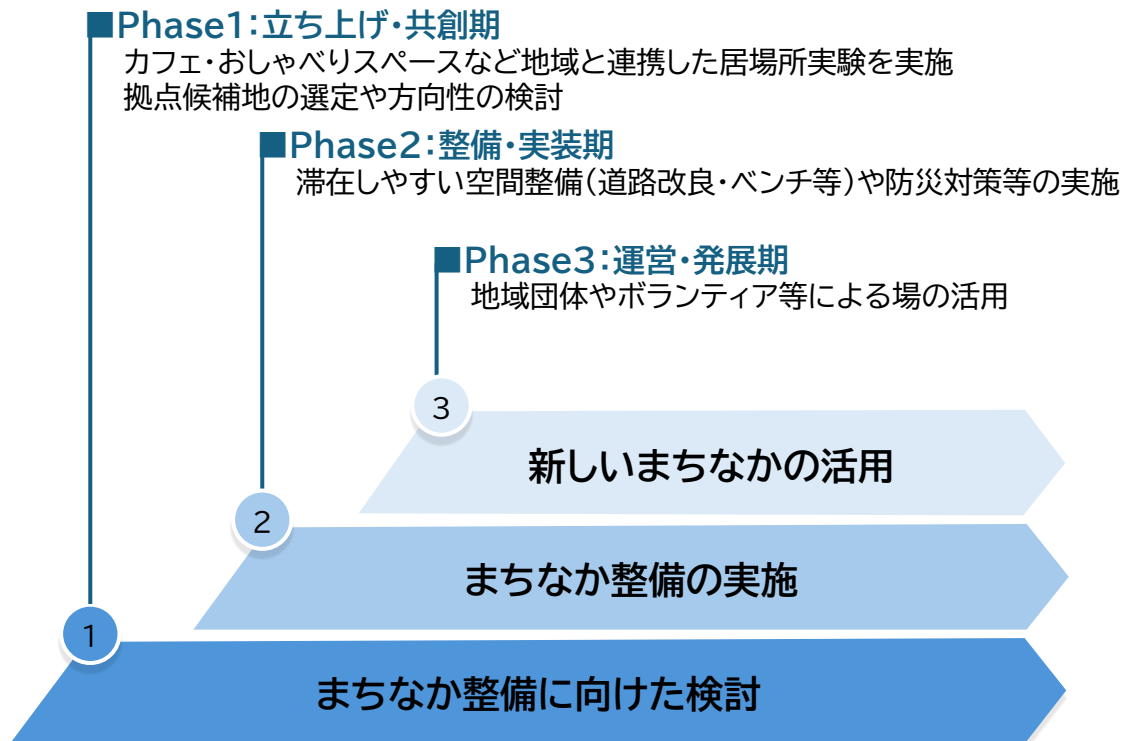 ■Phase1：立ち上げ・共創期
カフェ・おしゃべりスペースなど地域と連携した居場所実験を実施
拠点候補地の選定や方向性の検討
■Phase2：整備・実装期
滞在しやすい空間整備（道路改良・ベンチ等）や防災対策等の実施
■Phase3：運営・発展期
地域団体やボランティア等による場の活用
3
新しいまちなかの活用
2
まちなか整備の実施
1
まちなか整備に向けた検討